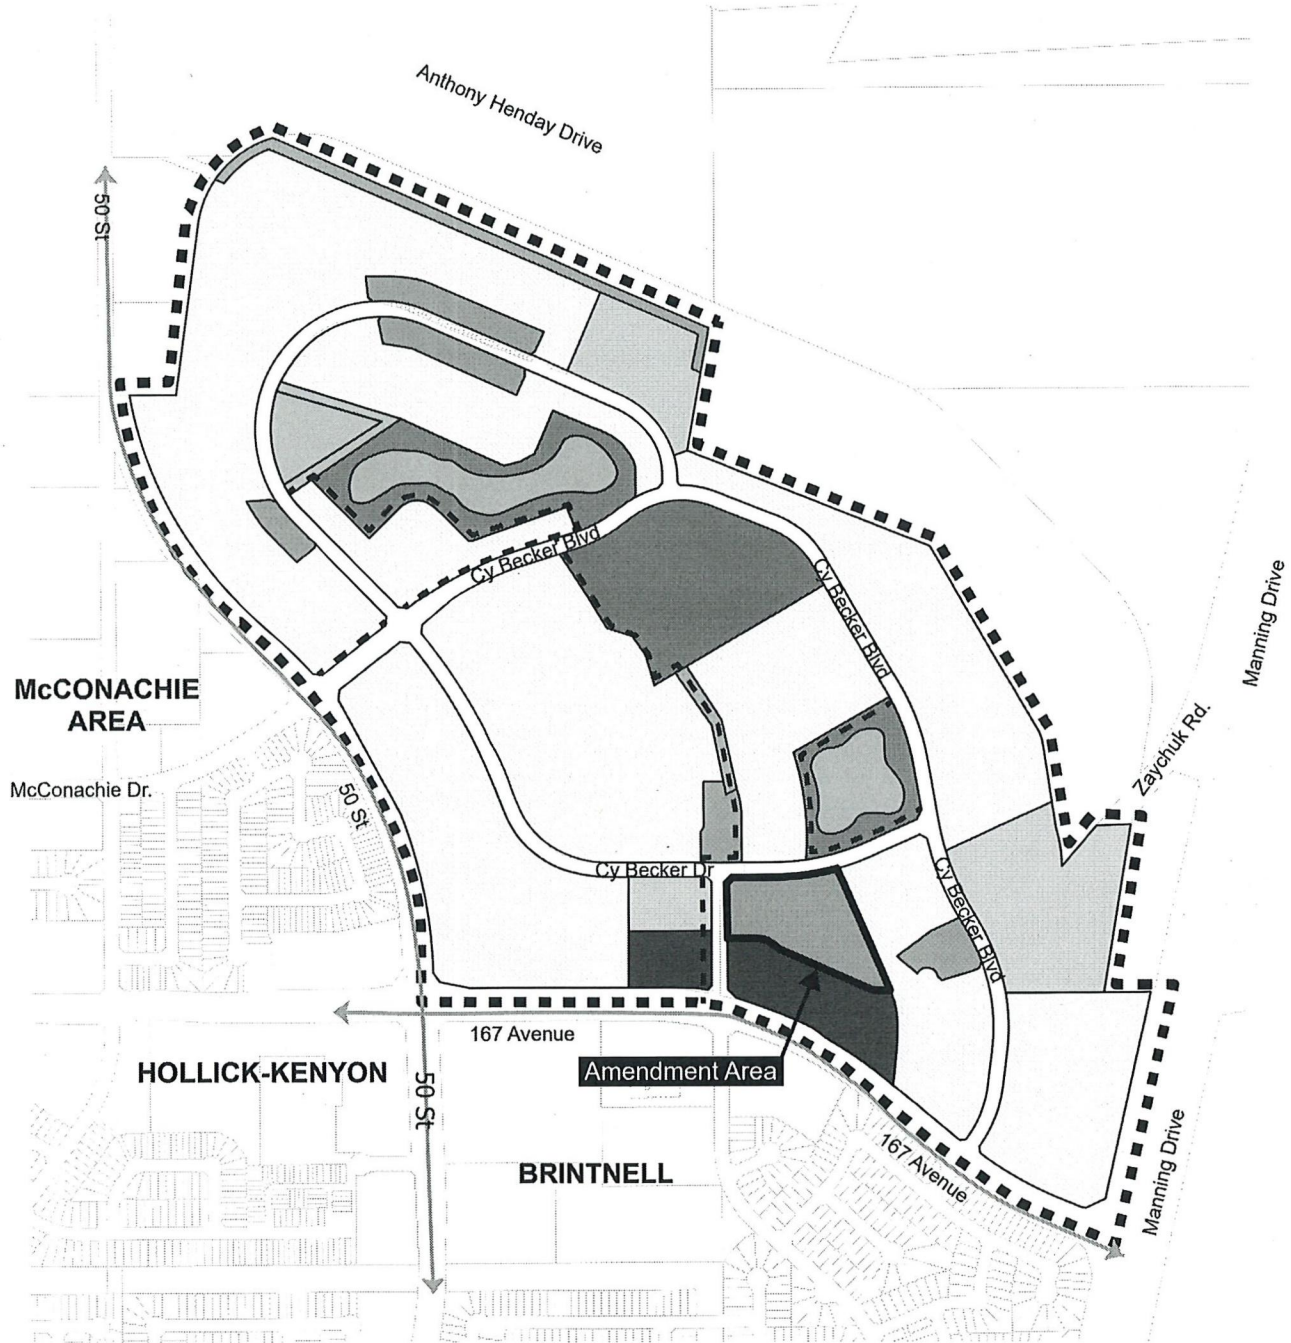 Anthony Henday Drive
50 St
Cy Becker Blvd
Cy Becker Blvd
Manning Drive
McCONACHIE
AREA
Zaychuk Rd.
McConachie Dr.
50 St
Cy Becker Dr
Cy Becker Blvd
167 Avenue
Amendment Area
HOLLICK-KENYON
50 St
BRINTNELL
167 Avenue
Manning Drive